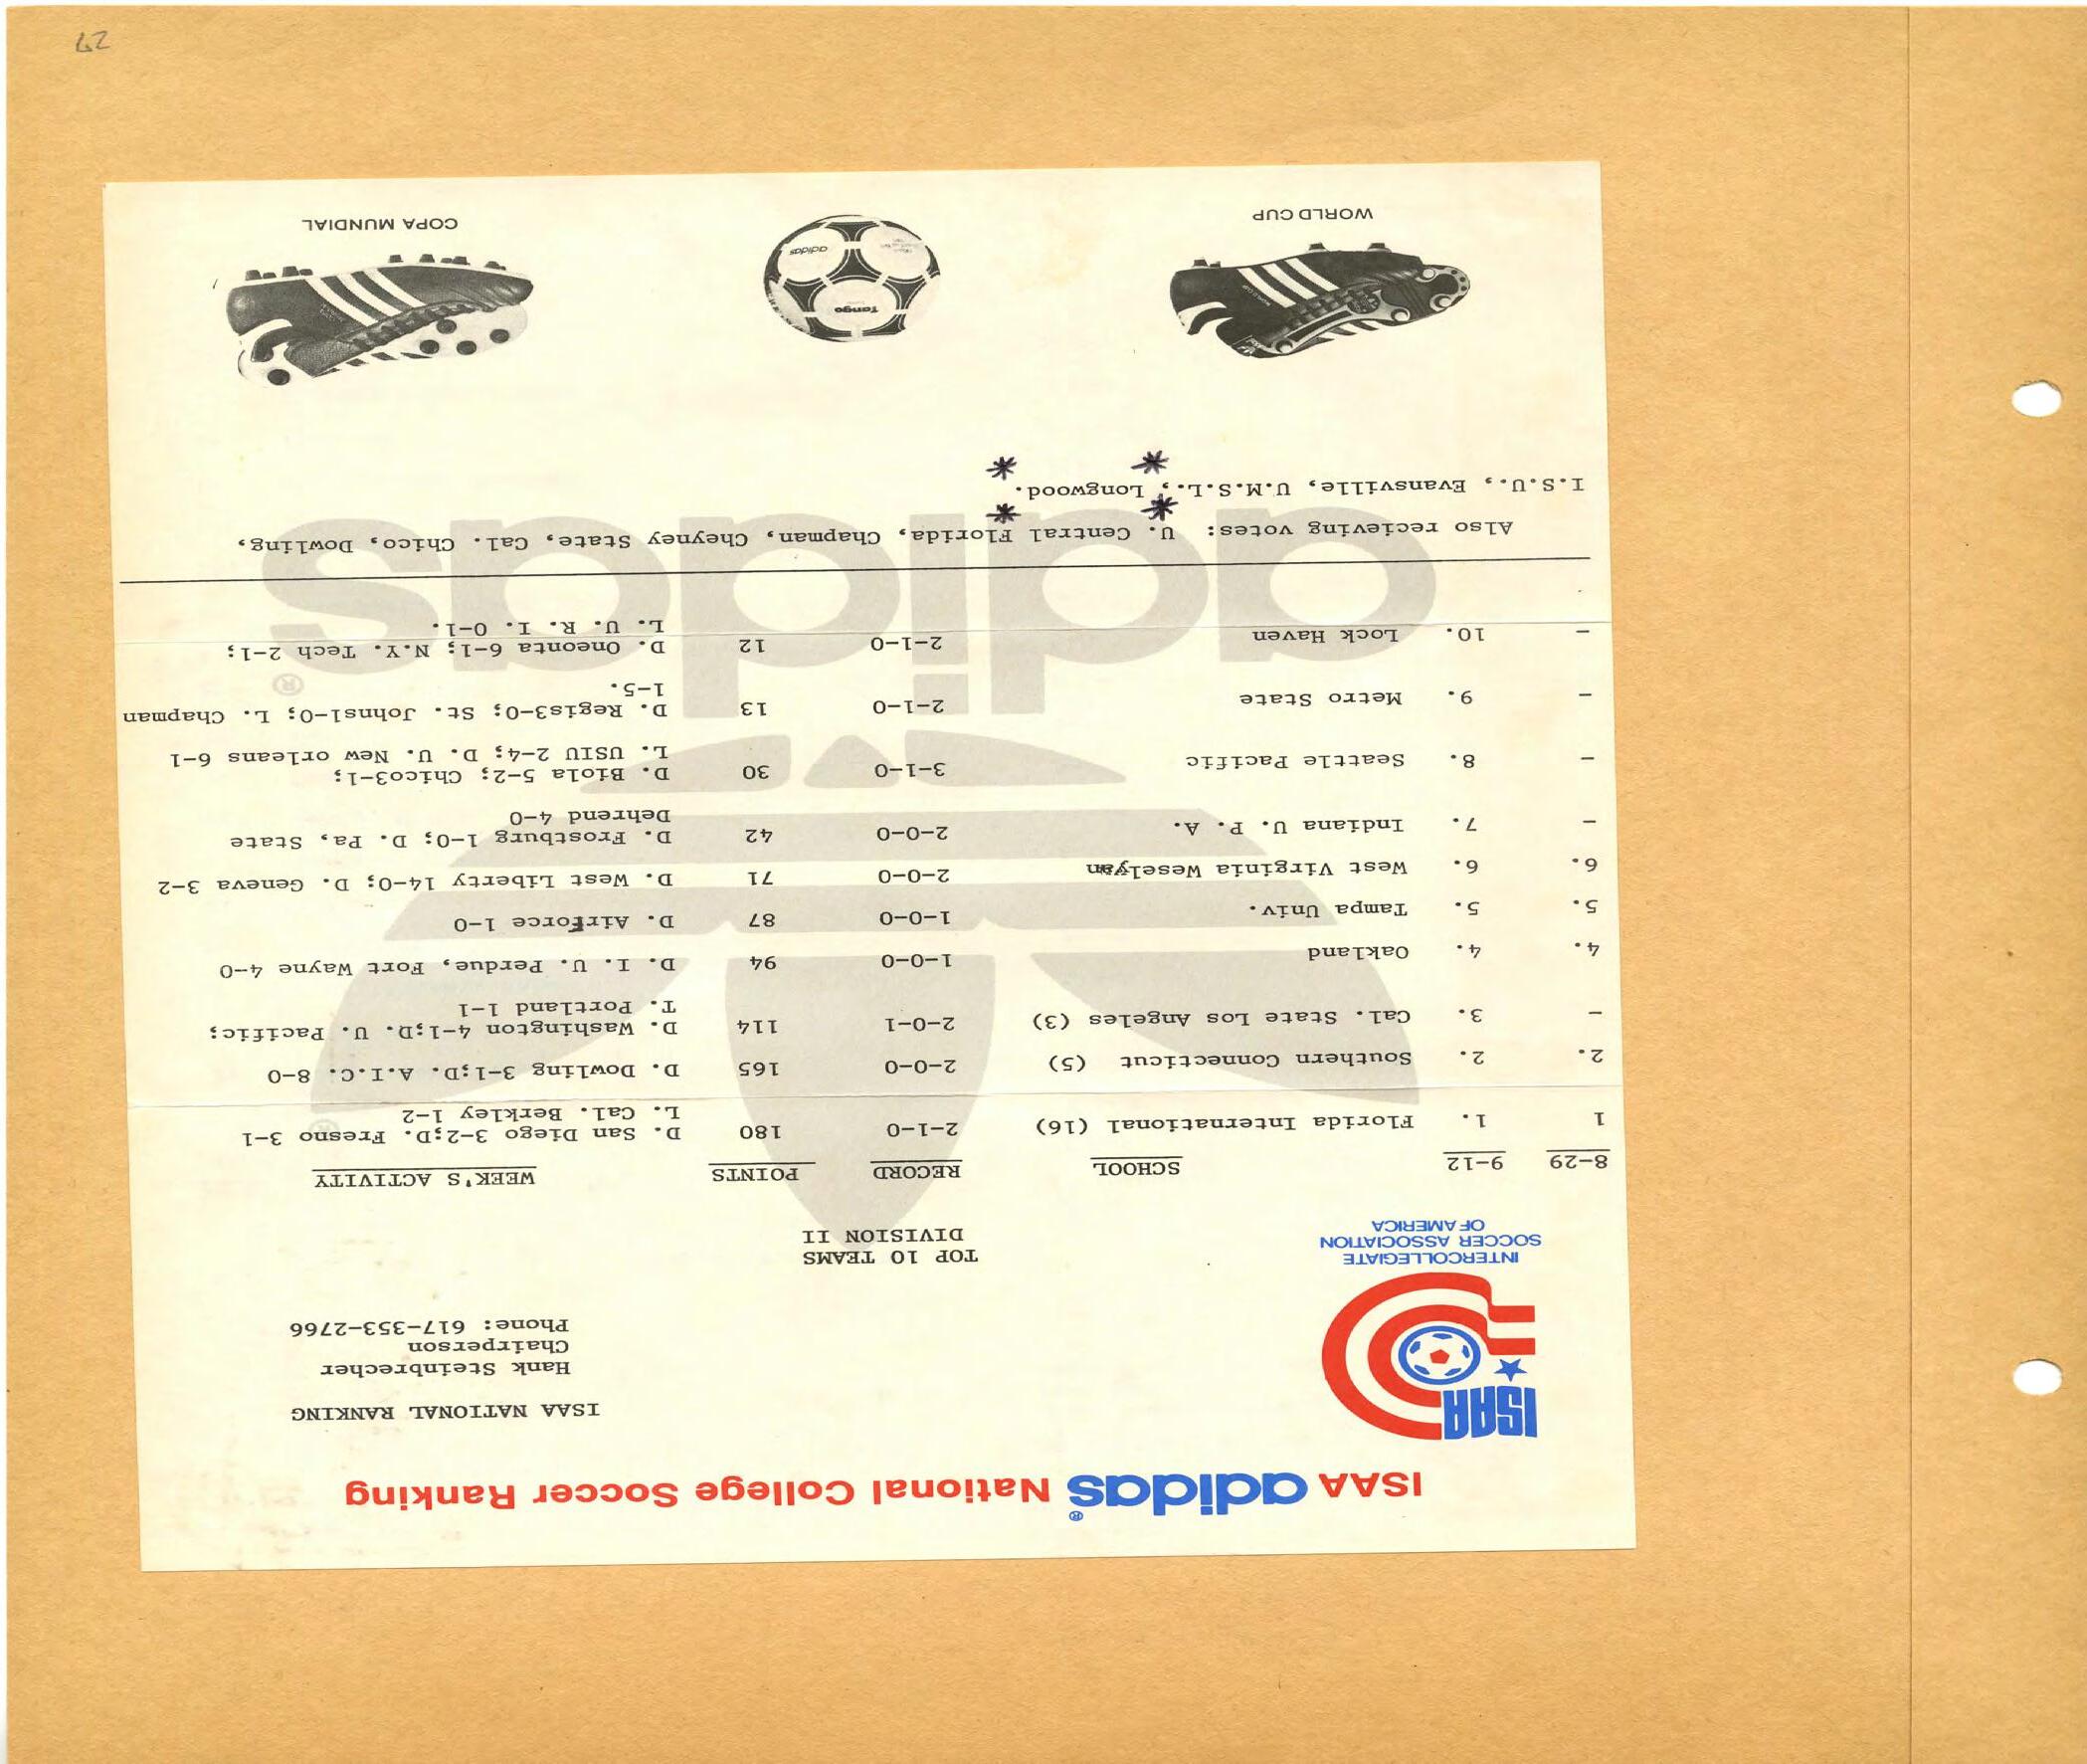 ISAA adidas® National College Soccer Ranking
ISAA
INTERCOLLEGIATE
SOCCER ASSOCIATION
OF AMERICA
ISAA NATIONAL RANKING
Hank Steinbrecher
Chairperson
Phone: 617-353-2766
TOP 10 TEAMS
DIVISION II
8-29 9-12 SCHOOL RECORD POINTS WEEK'S ACTIVITY
1 1. Florida International (16) 2-1-0 180 D. San Diego 3-2;D. Fresno 3-1
L. Cal. Berkley 1-2
2. 2. Southern Connecticut (5) 2-0-0 165 D. Dowling 3-1;D. A.I.C. 8-0
- 3. Cal. State Los Angeles (3) 2-0-1 114 D. Washington 4-1;D. U. Pacific;
T. Portland 1-1
4. 4. Oakland 1-0-0 94 D. I. U. Perdue, Fort Wayne 4-0
5. 5. Tampa Univ. 1-0-0 87 D. AirForce 1-0
6. 6. West Virginia Weselyan 2-0-0 71 D. West Liberty 14-0; D. Geneva 3-2
- 7. Indiana U. P. A. 2-0-0 42 D. Frostburg 1-0; D. Pa, State
Dehrend 4-0
- 8. Seattle Pacific 3-1-0 30 D. Biola 5-2; Chico3-1;
L. USIU 2-4; D. U. New orleans 6-1
- 9. Metro State 2-1-0 13 D. Regis3-0; St. Johns1-0; L. Chapman
1-5.
- 10. Lock Haven 2-1-0 12 D. Oneonta 6-1; N.Y. Tech 2-1;
L. U. R. I. 0-1.
adidas®
Also recieving votes: U. Central Florida, Chapman, Cheyney State, Cal. Chico, Dowling,
I.S.U., Evansville, U.M.S.L., Longwood.
adidas
Tango
WORLD CUP
COPA MUNDIAL